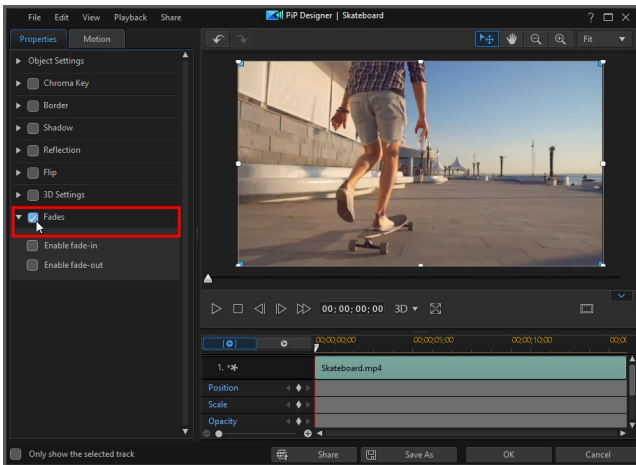 File Edit View Playback Share
PiP Designer | Skateboard
? 
Properties Motion
Fit
Object Settings
Chroma Key
Border
Shadow
Reflection
Flip
3D Settings
Fades
Enable fade-in
Enable fade-out
00;00;00;00 3D
00;00;00;00 00;00;05;00 00;00;10;00 00;0(
1. Skateboard.mp4
Position
Scale
Opacity
Only show the selected track
Share Save As OK Cancel